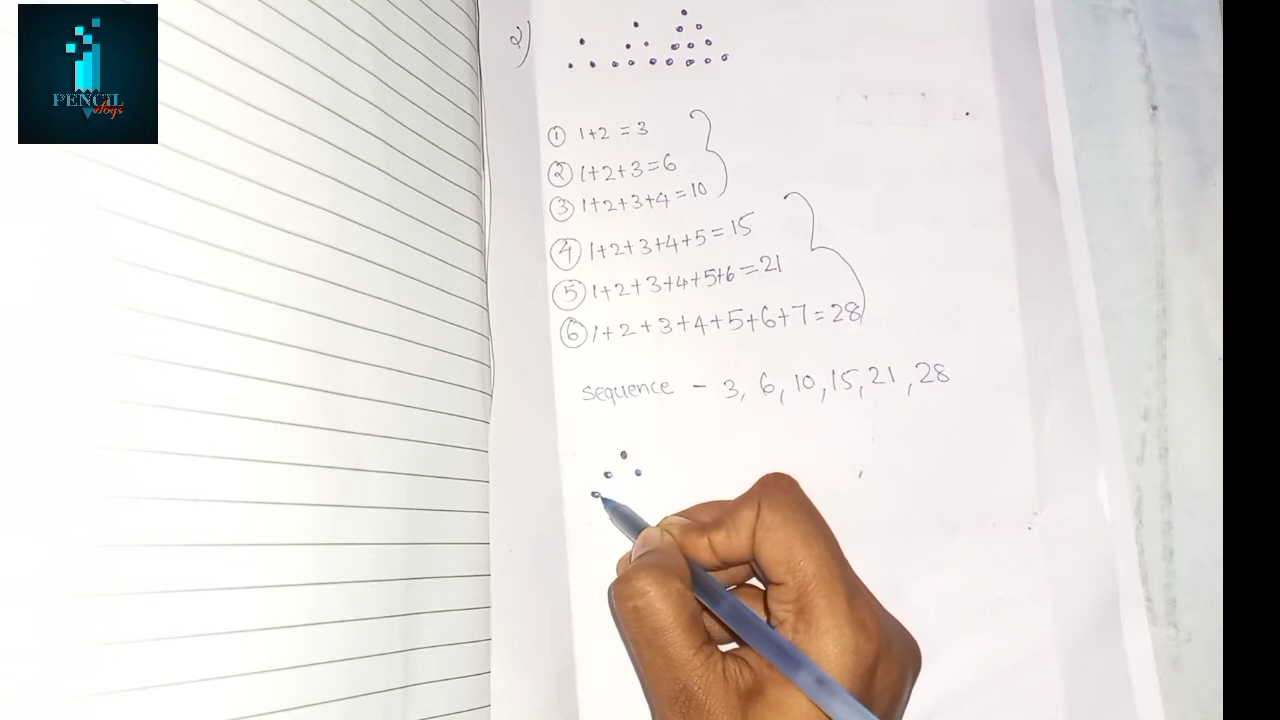 PENCIL
vlogs
२)
① 1+2 = 3
② 1+2+3=6
③ 1+2+3+4=10
④ 1+2+3+4+5=15
⑤ 1+2+3+4+5+6=21
⑥ 1+2+3+4+5+6+7=28
Sequence - 3, 6, 10, 15, 21, 28